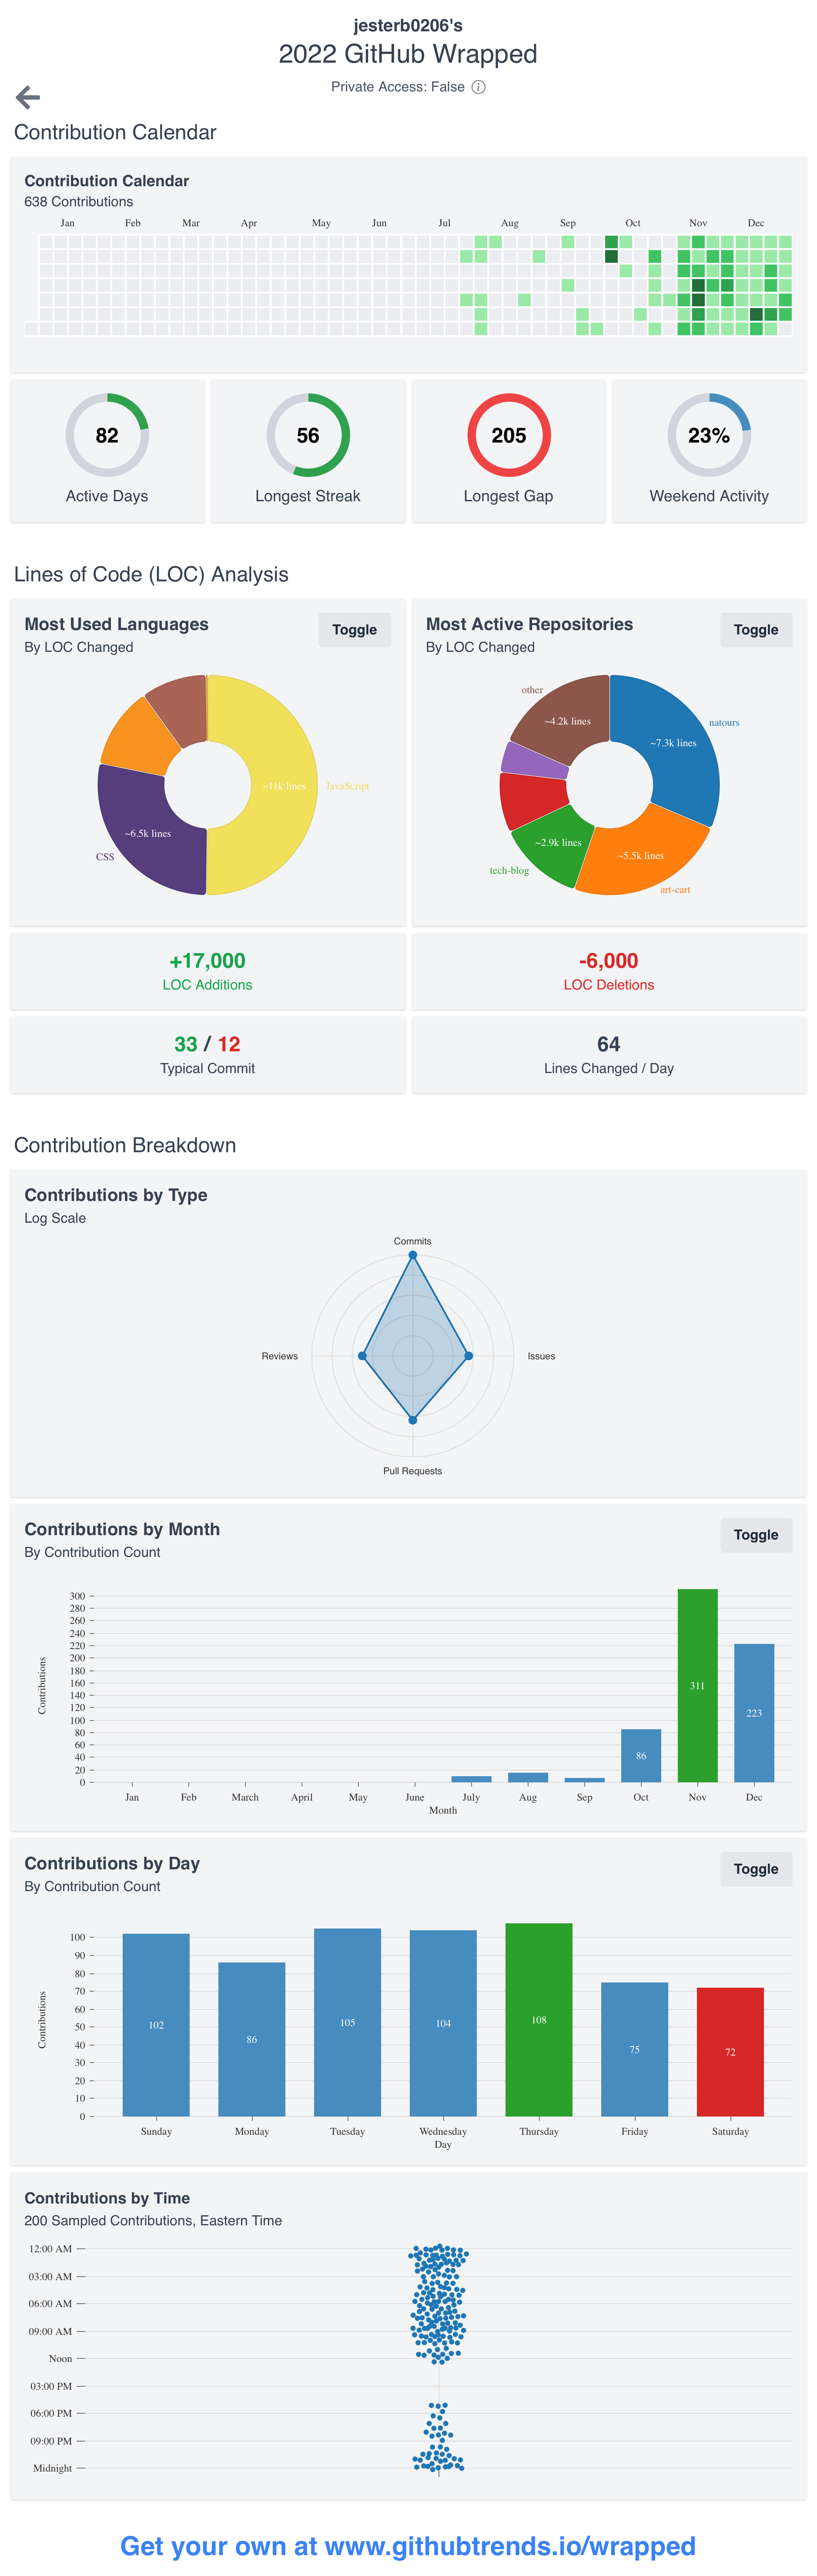 jesterb0206's
2022 GitHub Wrapped
Private Access: False
Contribution Calendar
Contribution Calendar
638 Contributions
Jan Feb Mar Apr May Jun Jul Aug Sep Oct Nov Dec
82
Active Days
56
Longest Streak
205
Longest Gap
23%
Weekend Activity
Lines of Code (LOC) Analysis
Most Used Languages
Toggle
By LOC Changed
~11k lines
JavaScript
~6.5k lines
CSS
Most Active Repositories
Toggle
By LOC Changed
other
~4.2k lines
natours
~7.3k lines
~2.9k lines
~5.5k lines
tech-blog
art-cart
+17,000
LOC Additions
-6,000
LOC Deletions
33 / 12
Typical Commit
64
Lines Changed / Day
Contribution Breakdown
Contributions by Type
Log Scale
Commits
Reviews
Issues
Pull Requests
Contributions by Month
Toggle
By Contribution Count
300
280
260
240
220
200
180
160
140
120
100
80
60
40
20
0
Contributions
311
223
86
Jan Feb March April May June July Aug Sep Oct Nov Dec
Month
Contributions by Day
Toggle
By Contribution Count
100
90
80
70
60
50
40
30
20
10
0
Contributions
102 86 105 104 108 75 72
Sunday Monday Tuesday Wednesday Thursday Friday Saturday
Day
Contributions by Time
200 Sampled Contributions, Eastern Time
12:00 AM
03:00 AM
06:00 AM
09:00 AM
Noon
03:00 PM
06:00 PM
09:00 PM
Midnight
Get your own at www.githubtrends.io/wrapped